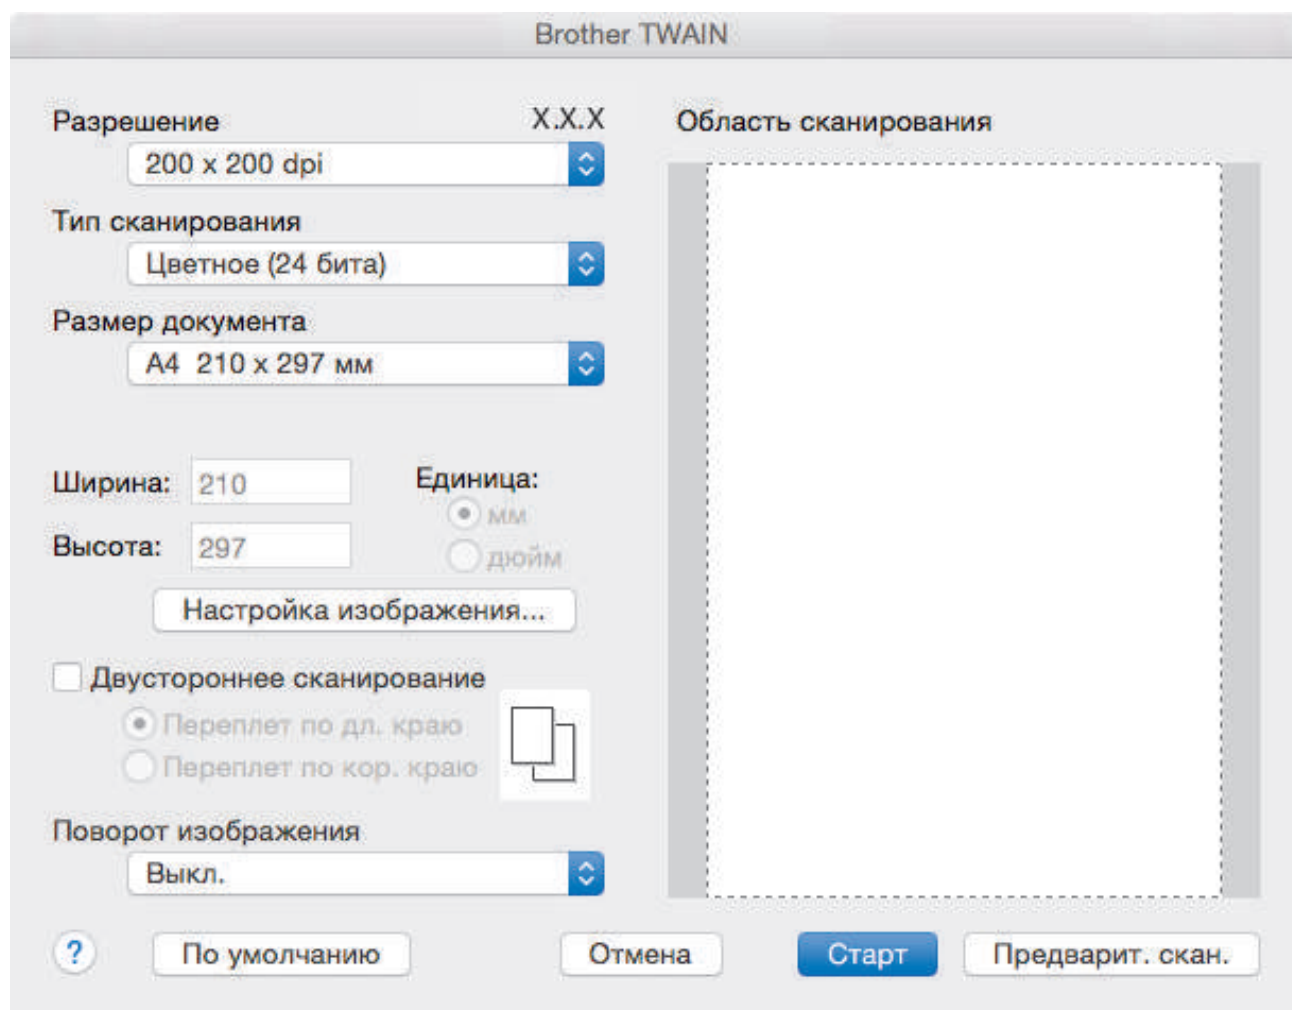 Brother TWAIN
Разрешение
X.X.X
200 x 200 dpi
Тип сканирования
Цветное (24 бита)
Размер документа
A4 210 x 297 мм
Ширина: 210
Высота: 297
Единица:
мм
дюйм
Настройка изображения...
Двустороннее сканирование
Переплет по дл. краю
Переплет по кор. краю
Поворот изображения
Выкл.
Область сканирования
?
По умолчанию
Отмена
Старт
Предварит. скан.